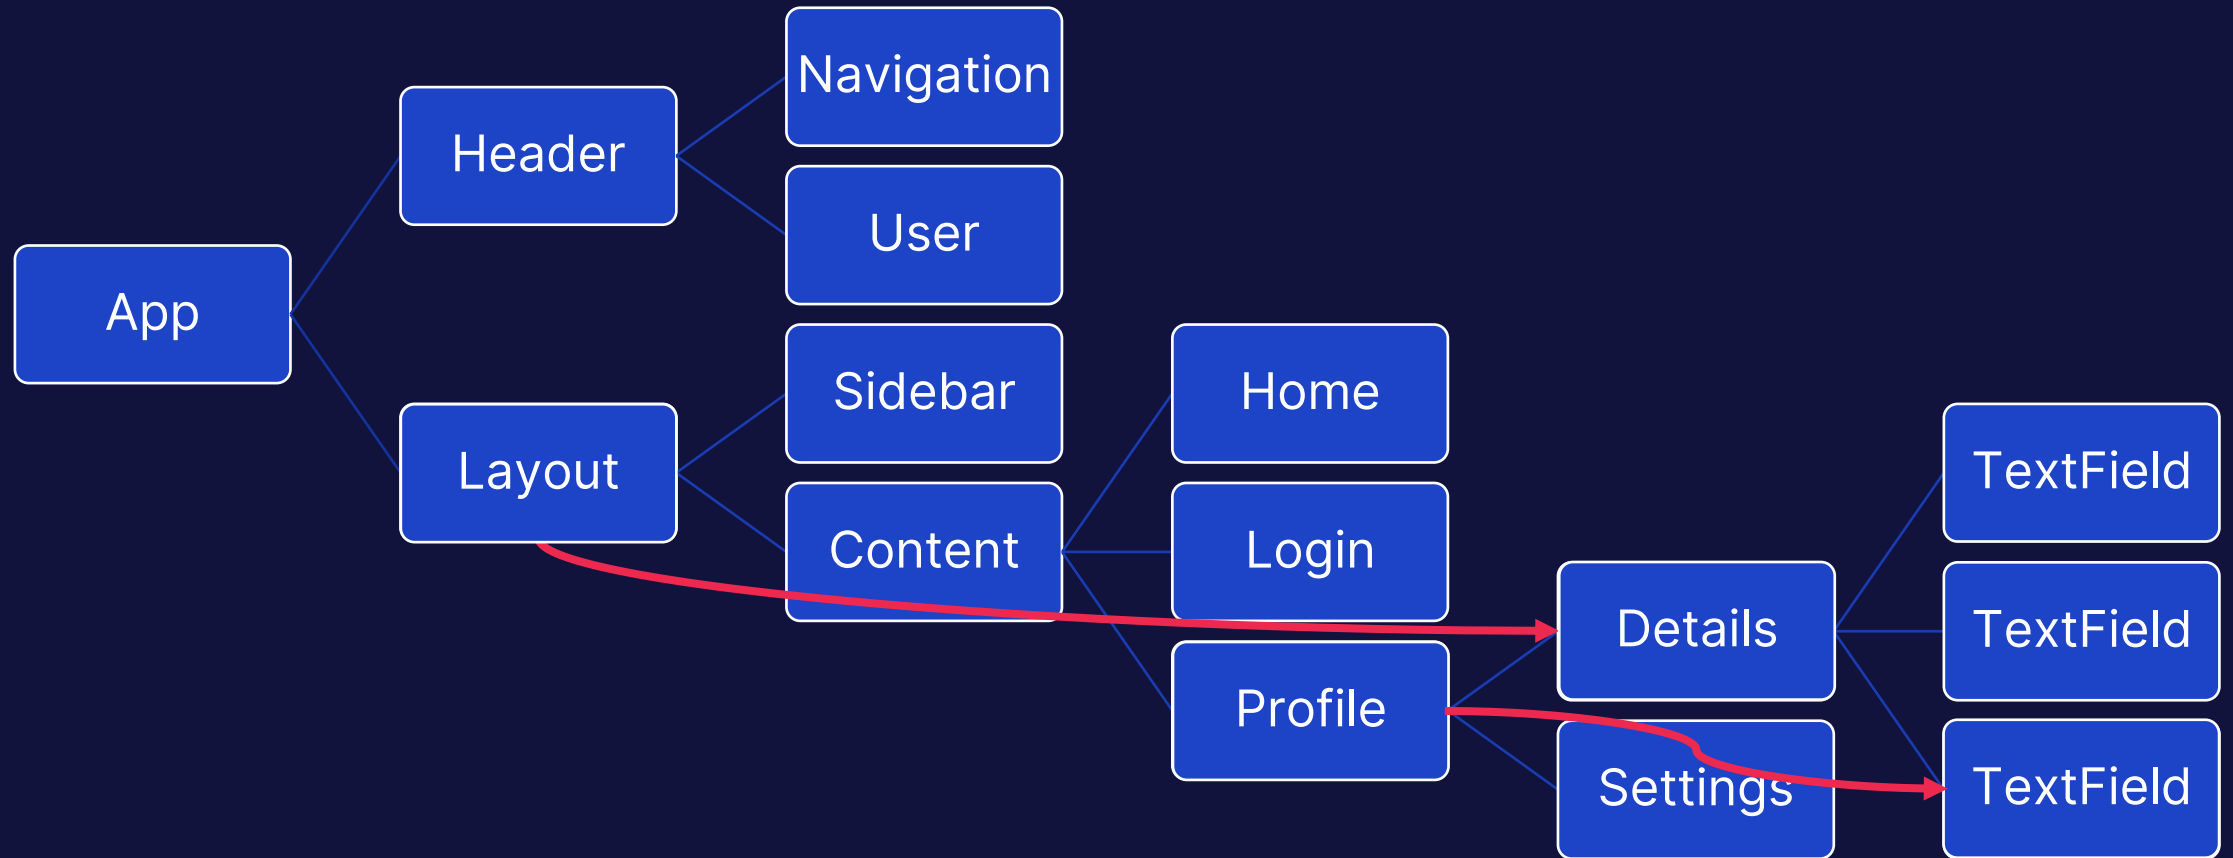 App
Header
Layout
Navigation
User
Sidebar
Content
Home
Login
Profile
Details
Settings
TextField
TextField
TextField